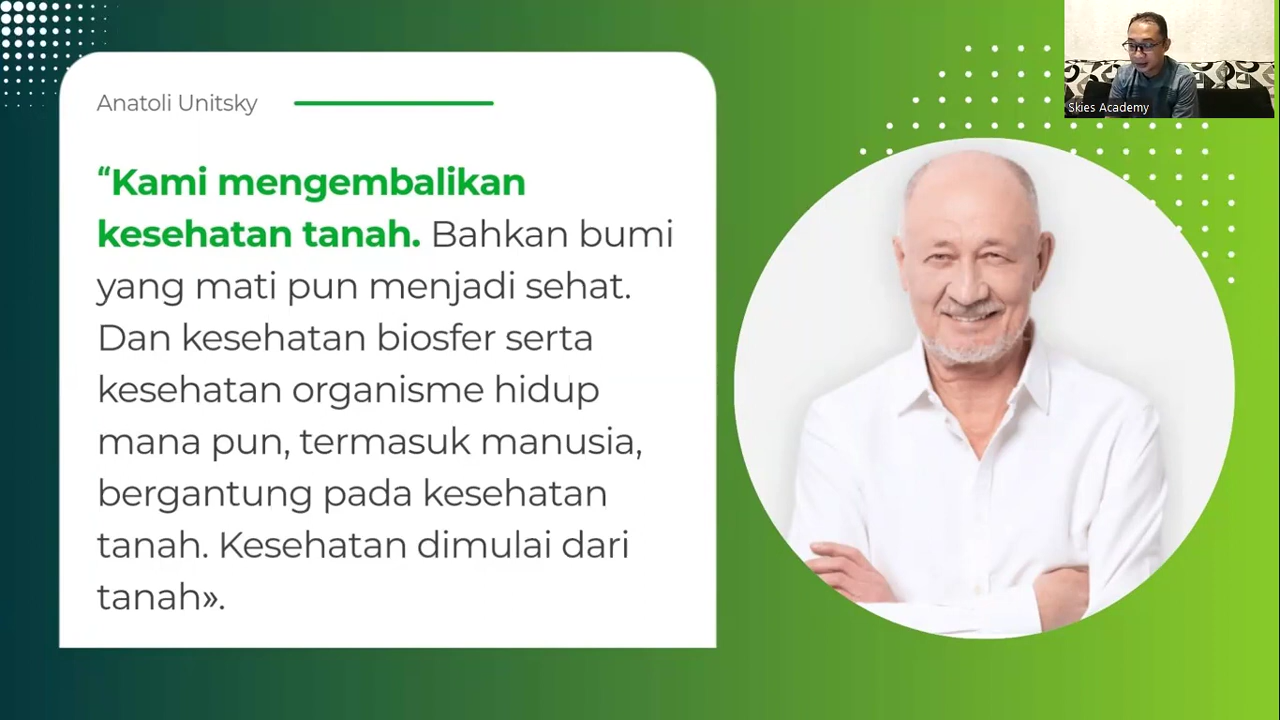 Anatoli Unitsky
“Kami mengembalikan
kesehatan tanah. Bahkan bumi
yang mati pun menjadi sehat.
Dan kesehatan biosfer serta
kesehatan organisme hidup
mana pun, termasuk manusia,
bergantung pada kesehatan
tanah. Kesehatan dimulai dari
tanah».
Skies Academy